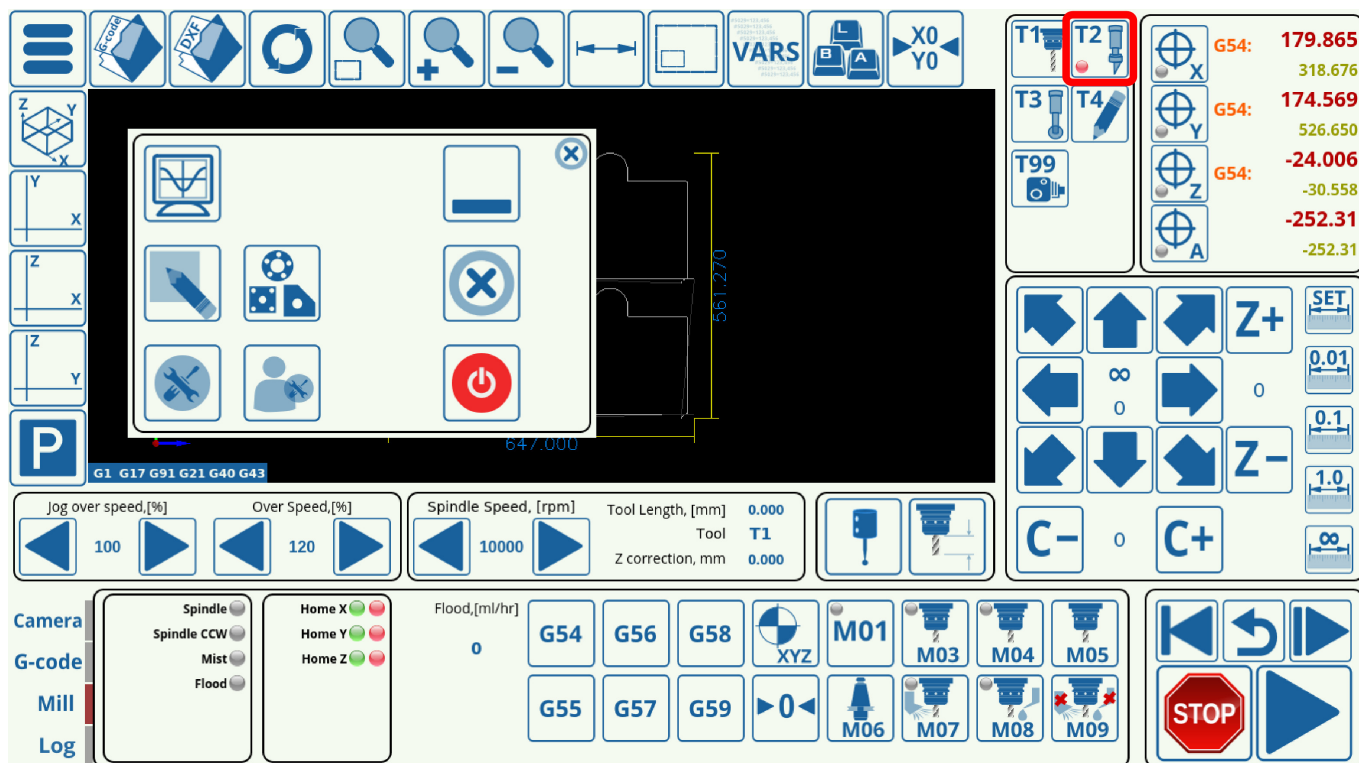 G-code
DXF
VARS
L
B
A
X0
Y0
Z
Y
X
Y
X
Z
X
Z
Y
P
561.270
647.000
G1 G17 G91 G21 G40 G43
T1
T2
T3
T4
T99
X
G54:
179.865
318.676
Y
G54:
174.569
526.650
Z
G54:
-24.006
-30.558
A
-252.31
-252.31
Z+
SET
∞
0
0
0.01
0.1
Z−
1.0
C−
0
C+
∞
Jog over speed,[%]
100
Over Speed,[%]
120
Spindle Speed, [rpm]
10000
Tool Length, [mm] 0.000
Tool T1
Z correction, mm 0.000
Camera
G-code
Mill
Log
Spindle
Spindle CCW
Mist
Flood
Home X
Home Y
Home Z
Flood,[ml/hr]
0
G54
G56
G58
XYZ
M01
M03
M04
M05
G55
G57
G59
0
M06
M07
M08
M09
STOP